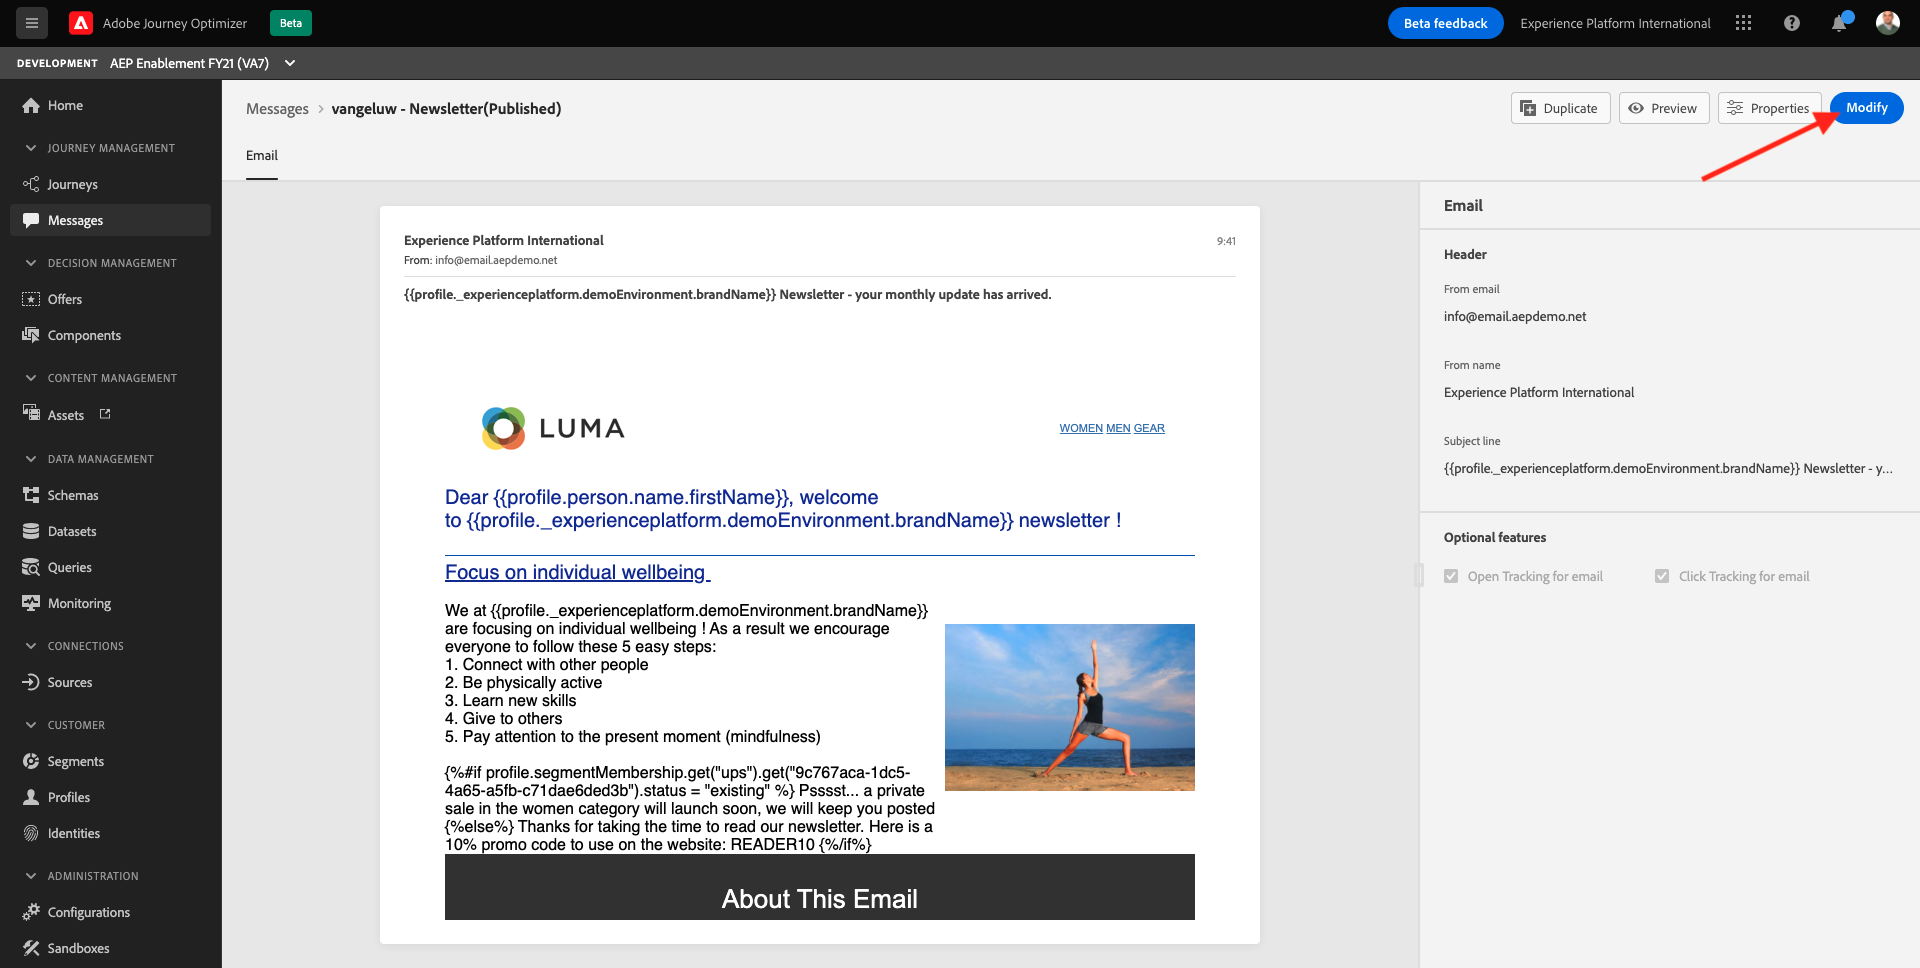 Adobe Journey Optimizer
Beta
Beta feedback
Experience Platform International
DEVELOPMENT AEP Enablement FY21 (VA7)
Home
JOURNEY MANAGEMENT
Journeys
Messages
DECISION MANAGEMENT
Offers
Components
CONTENT MANAGEMENT
Assets
DATA MANAGEMENT
Schemas
Datasets
Queries
Monitoring
CONNECTIONS
Sources
CUSTOMER
Segments
Profiles
Identities
ADMINISTRATION
Configurations
Sandboxes
Messages > vangeluw - Newsletter(Published)
Duplicate
Preview
Properties
Modify
Email
Experience Platform International
9:41
From: info@email.aepdemo.net
{{profile._experienceplatform.demoEnvironment.brandName}} Newsletter - your monthly update has arrived.
LUMA
WOMEN MEN GEAR
Dear {{profile.person.name.firstName}}, welcome
to {{profile._experienceplatform.demoEnvironment.brandName}} newsletter !
Focus on individual wellbeing
We at {{profile._experienceplatform.demoEnvironment.brandName}}
are focusing on individual wellbeing ! As a result we encourage
everyone to follow these 5 easy steps:
1. Connect with other people
2. Be physically active
3. Learn new skills
4. Give to others
5. Pay attention to the present moment (mindfulness)
{%#if profile.segmentMembership.get("ups").get("9c767aca-1dc5-
4a65-a5fb-c71dae6ded3b").status = "existing" %} Psssst... a private
sale in the women category will launch soon, we will keep you posted
{%else%} Thanks for taking the time to read our newsletter. Here is a
10% promo code to use on the website: READER10 {%/if%}
About This Email
Email
Header
From email
info@email.aepdemo.net
From name
Experience Platform International
Subject line
{{profile._experienceplatform.demoEnvironment.brandName}} Newsletter - y...
Optional features
Open Tracking for email
Click Tracking for email